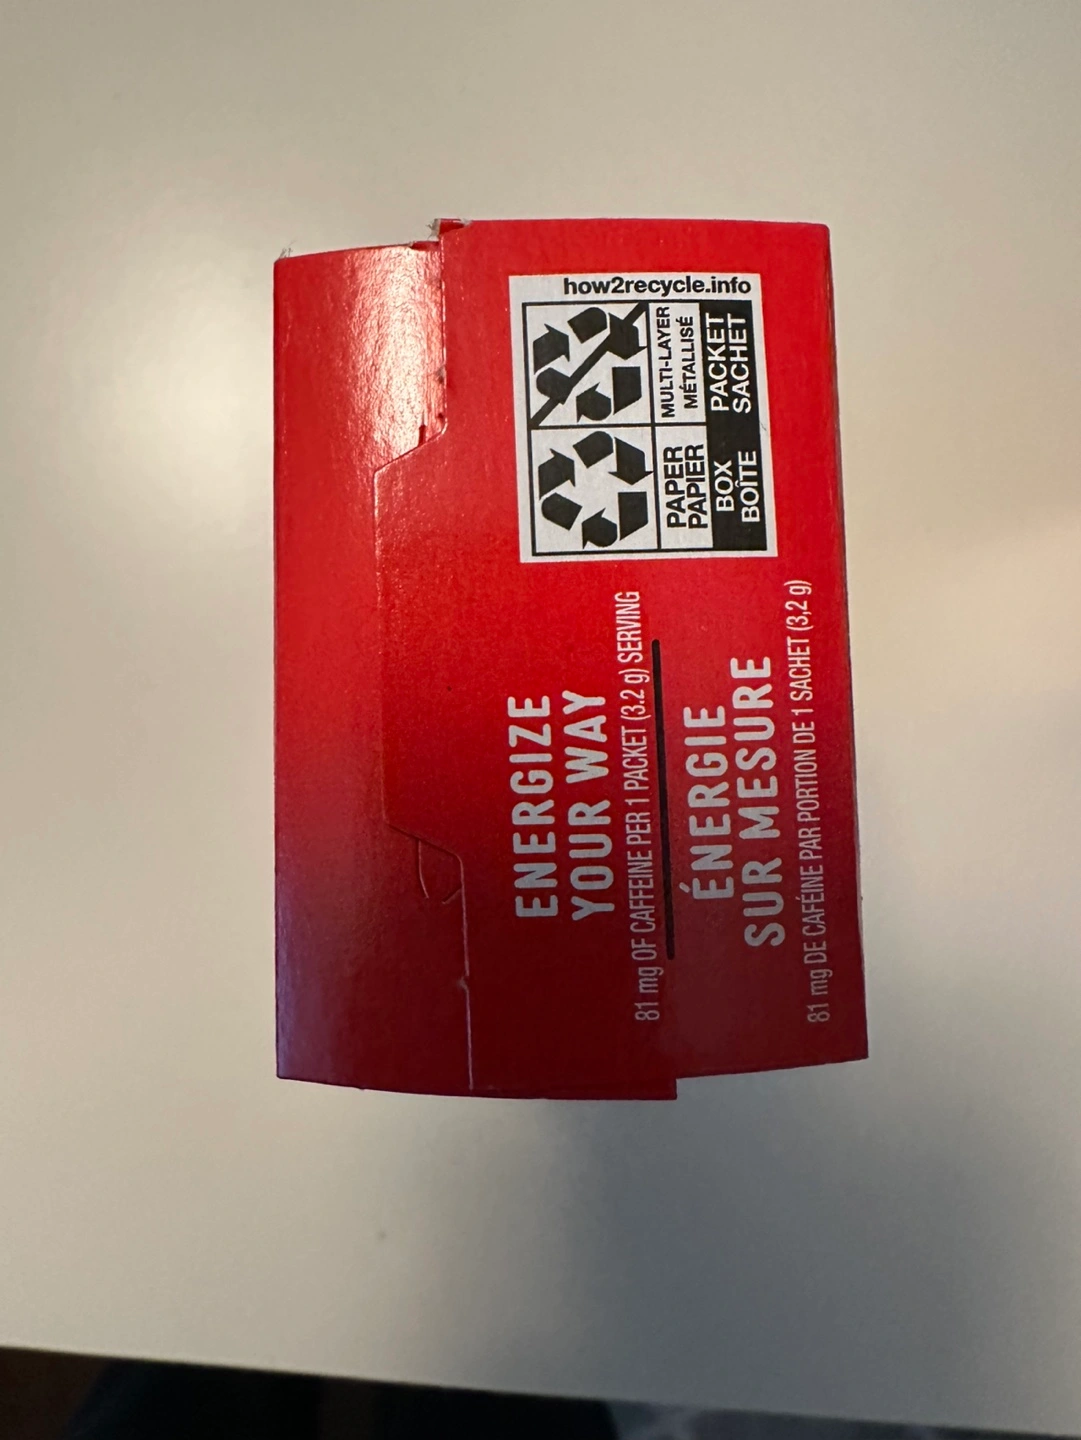 ENERGIZE
YOUR WAY
81 mg OF CAFFEINE PER 1 PACKET (3.2 g) SERVING
ÉNERGIE
SUR MESURE
81 mg DE CAFÉINE PAR PORTION DE 1 SACHET (3,2 g)
how2recycle.info
PAPER
PAPIER
BOX
BOÎTE
MULTI-LAYER
MÉTALLISÉ
PACKET
SACHET